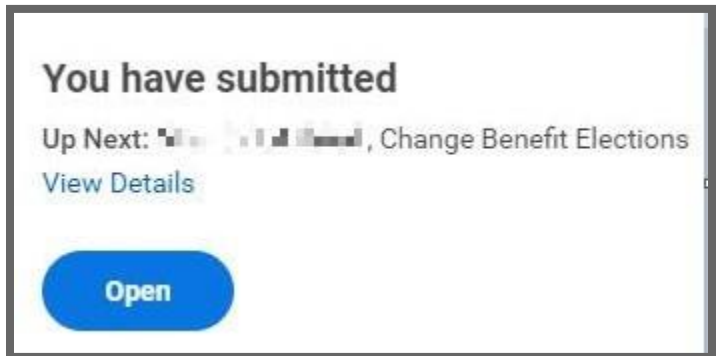 You have submitted
Up Next: , Change Benefit Elections
View Details
Open